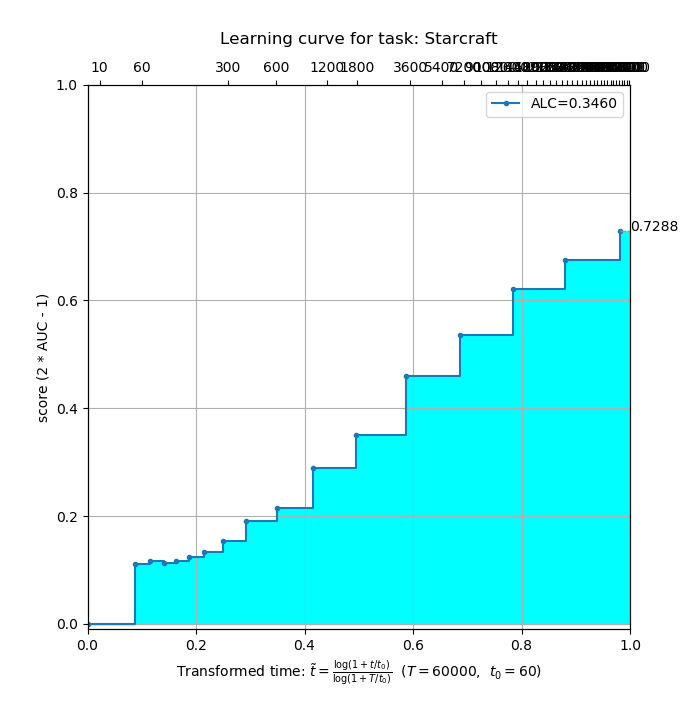 Learning curve for task: Starcraft
10 60 300 600 1200 1800 3600 5400 7200
1.0 ALC=0.3460
0.8
0.7288
0.6
score (2 * AUC - 1)
0.4
0.2
0.0
0.0 0.2 0.4 0.6 0.8 1.0
Transformed time: t̃ = log(1 + t/t₀) / log(1 + T/t₀) (T = 60000, t₀ = 60)